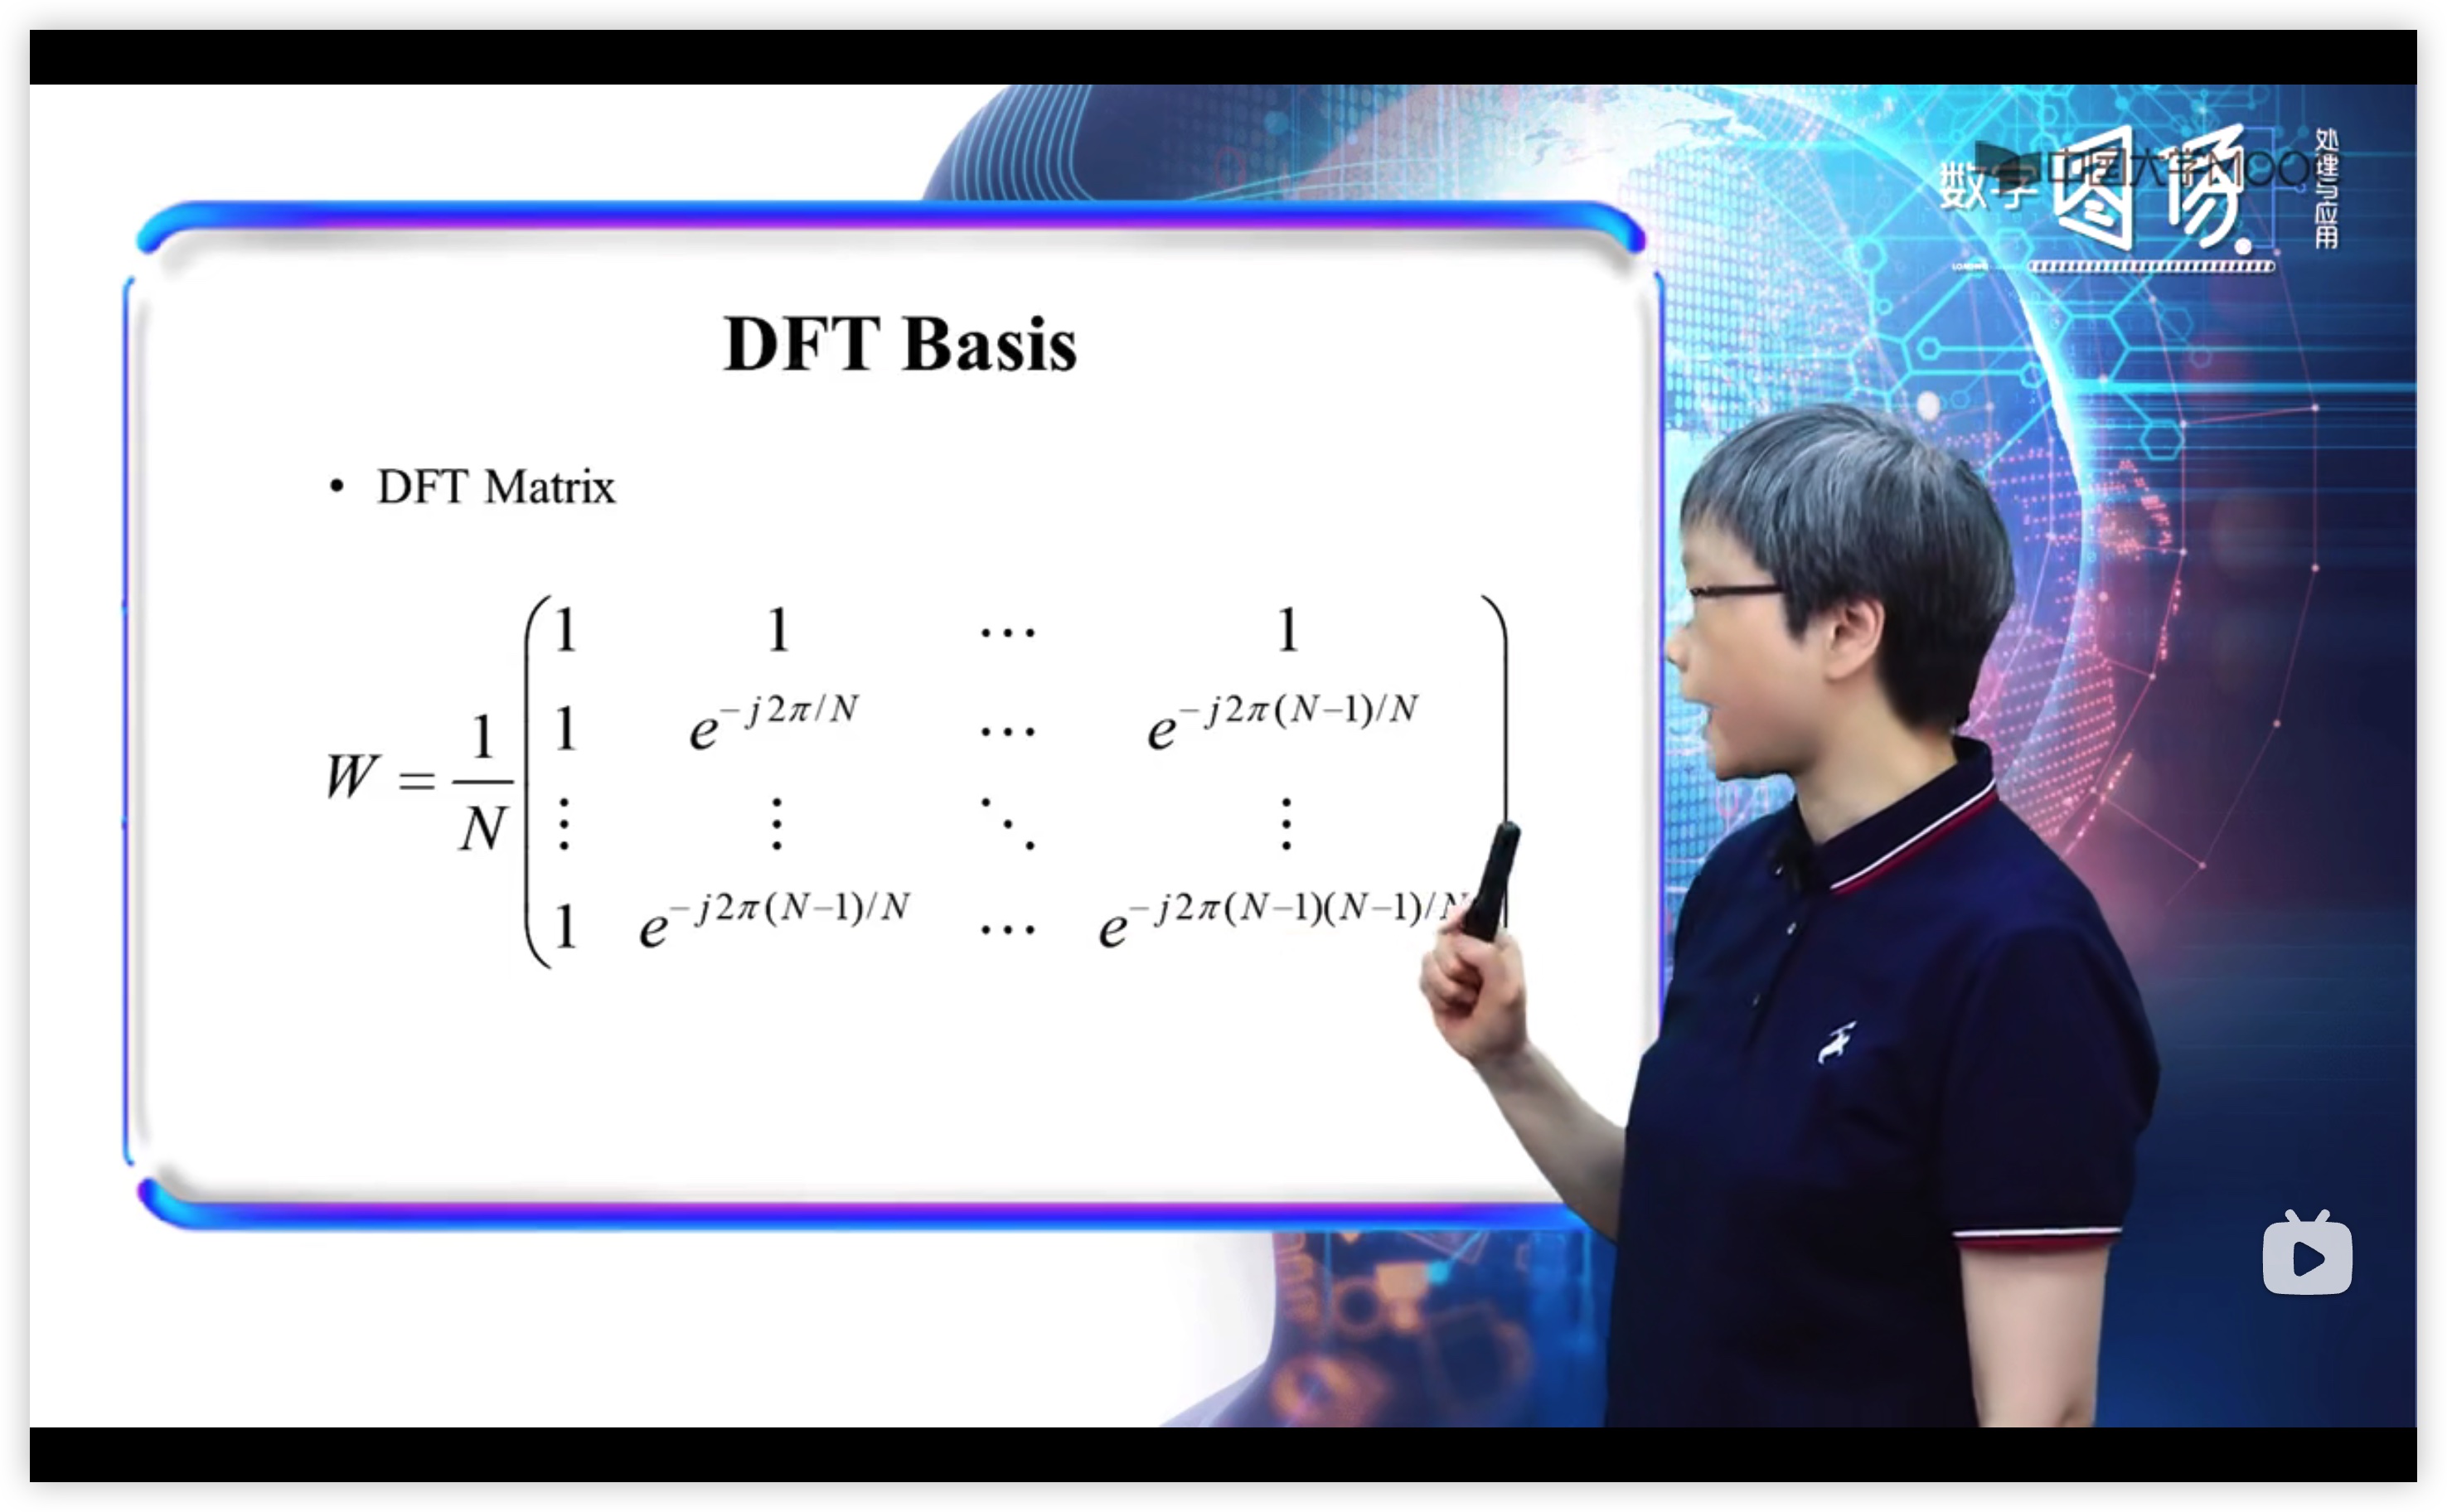 数字图像
处理与应用
中国大学MOOC
LOADING
DFT Basis
• DFT Matrix
W = \frac{1}{N} \begin{pmatrix} 1 & 1 & \cdots & 1 \\ 1 & e^{-j2\pi/N} & \cdots & e^{-j2\pi(N-1)/N} \\ \vdots & \vdots & \ddots & \vdots \\ 1 & e^{-j2\pi(N-1)/N} & \cdots & e^{-j2\pi(N-1)(N-1)/N} \end{pmatrix}